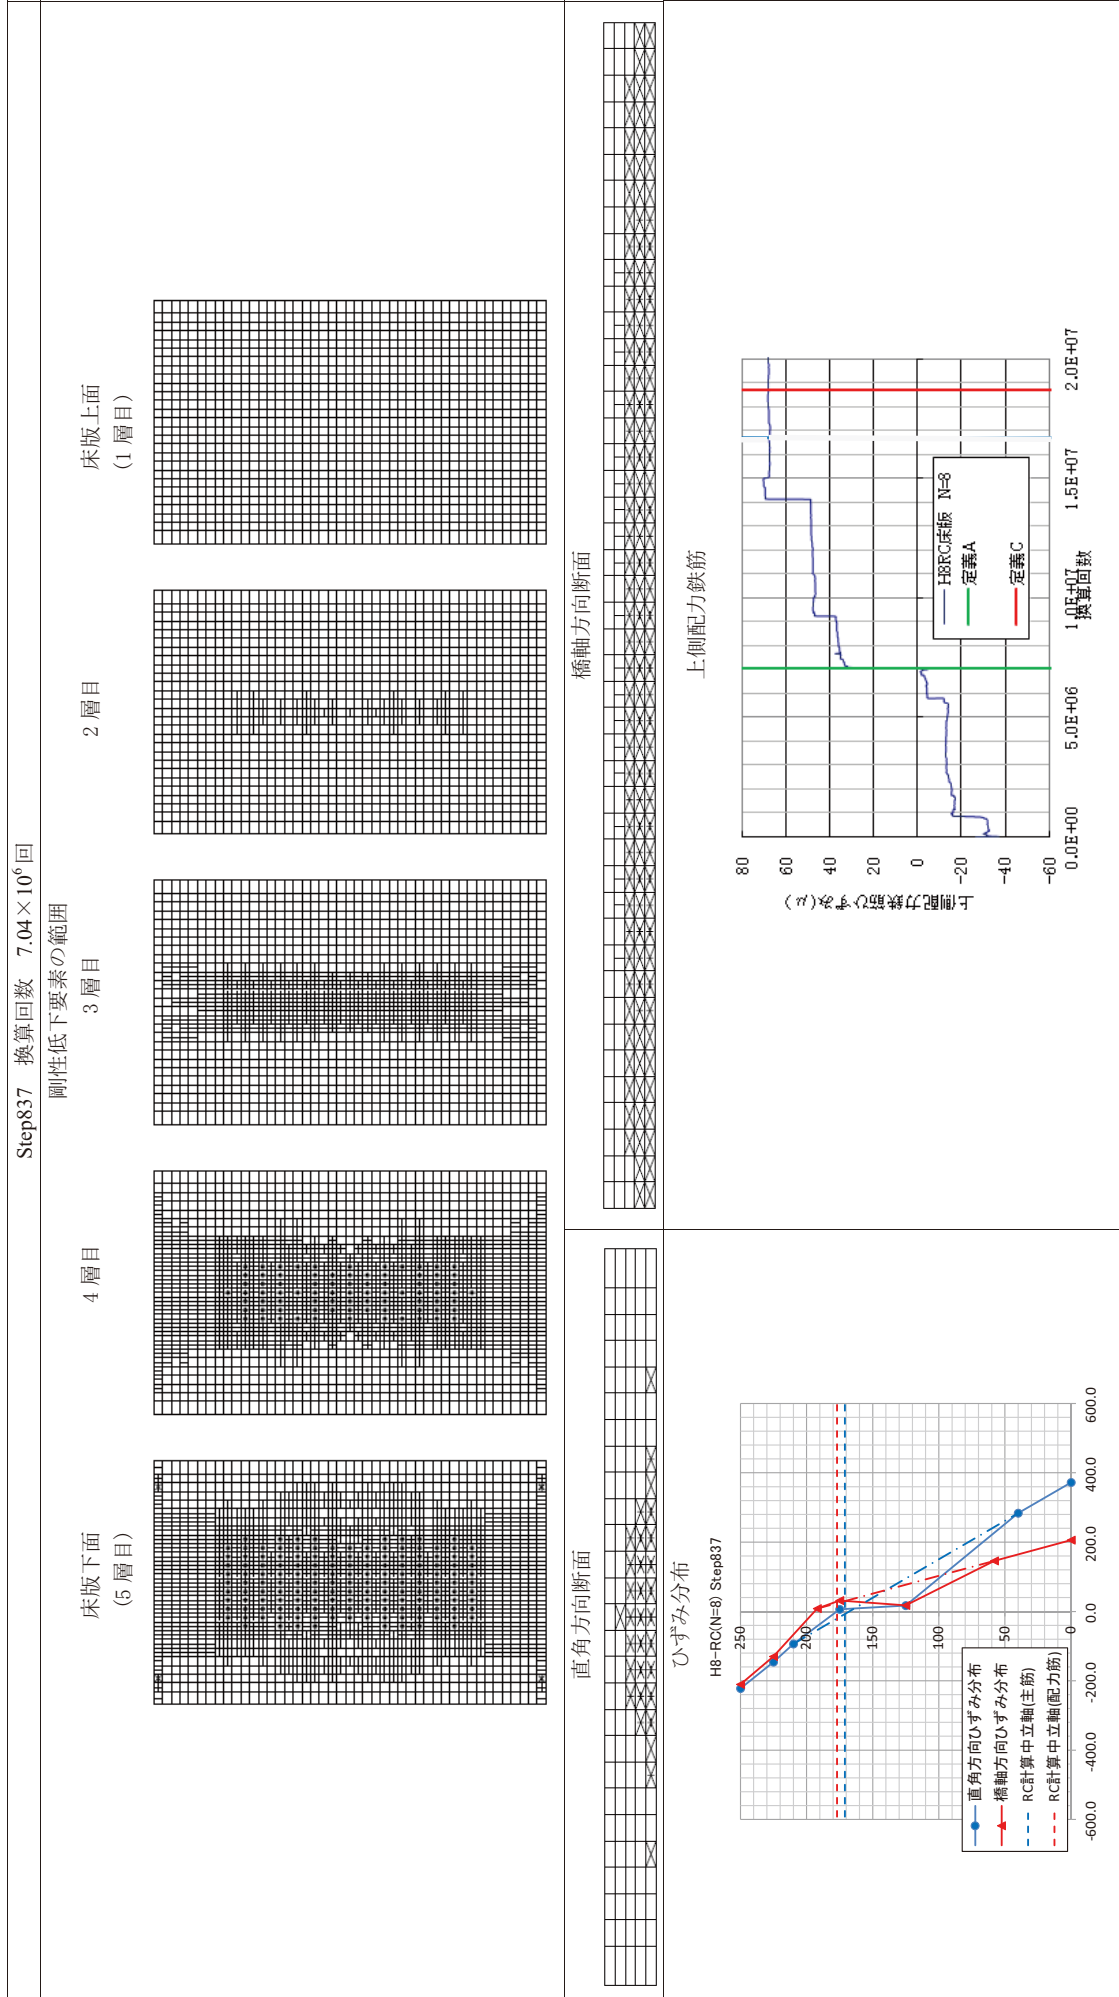 Step837 換算回数 7.04×10⁶回
剛性低下要素の範囲
床版下面
(5 層目)
4 層目
3 層目
2 層目
床版上面
(1 層目)
直角方向断面
橋軸方向断面
ひずみ分布
H8-RC(N=8) Step837
250
200
150
100
50
0
-600.0
-400.0
-200.0
0.0
200.0
400.0
600.0
直角方向ひずみ分布
橋軸方向ひずみ分布
RC計算中立軸(主筋)
RC計算中立軸(配力筋)
上側配力鉄筋
上側配力鉄筋ひずみ(μ)
80
60
40
20
0
-20
-40
-60
0.0E+00
5.0E+06
1.0E+07
1.5E+07
2.0E+07
換算回数
H8RC床版 N=8
定義A
定義C